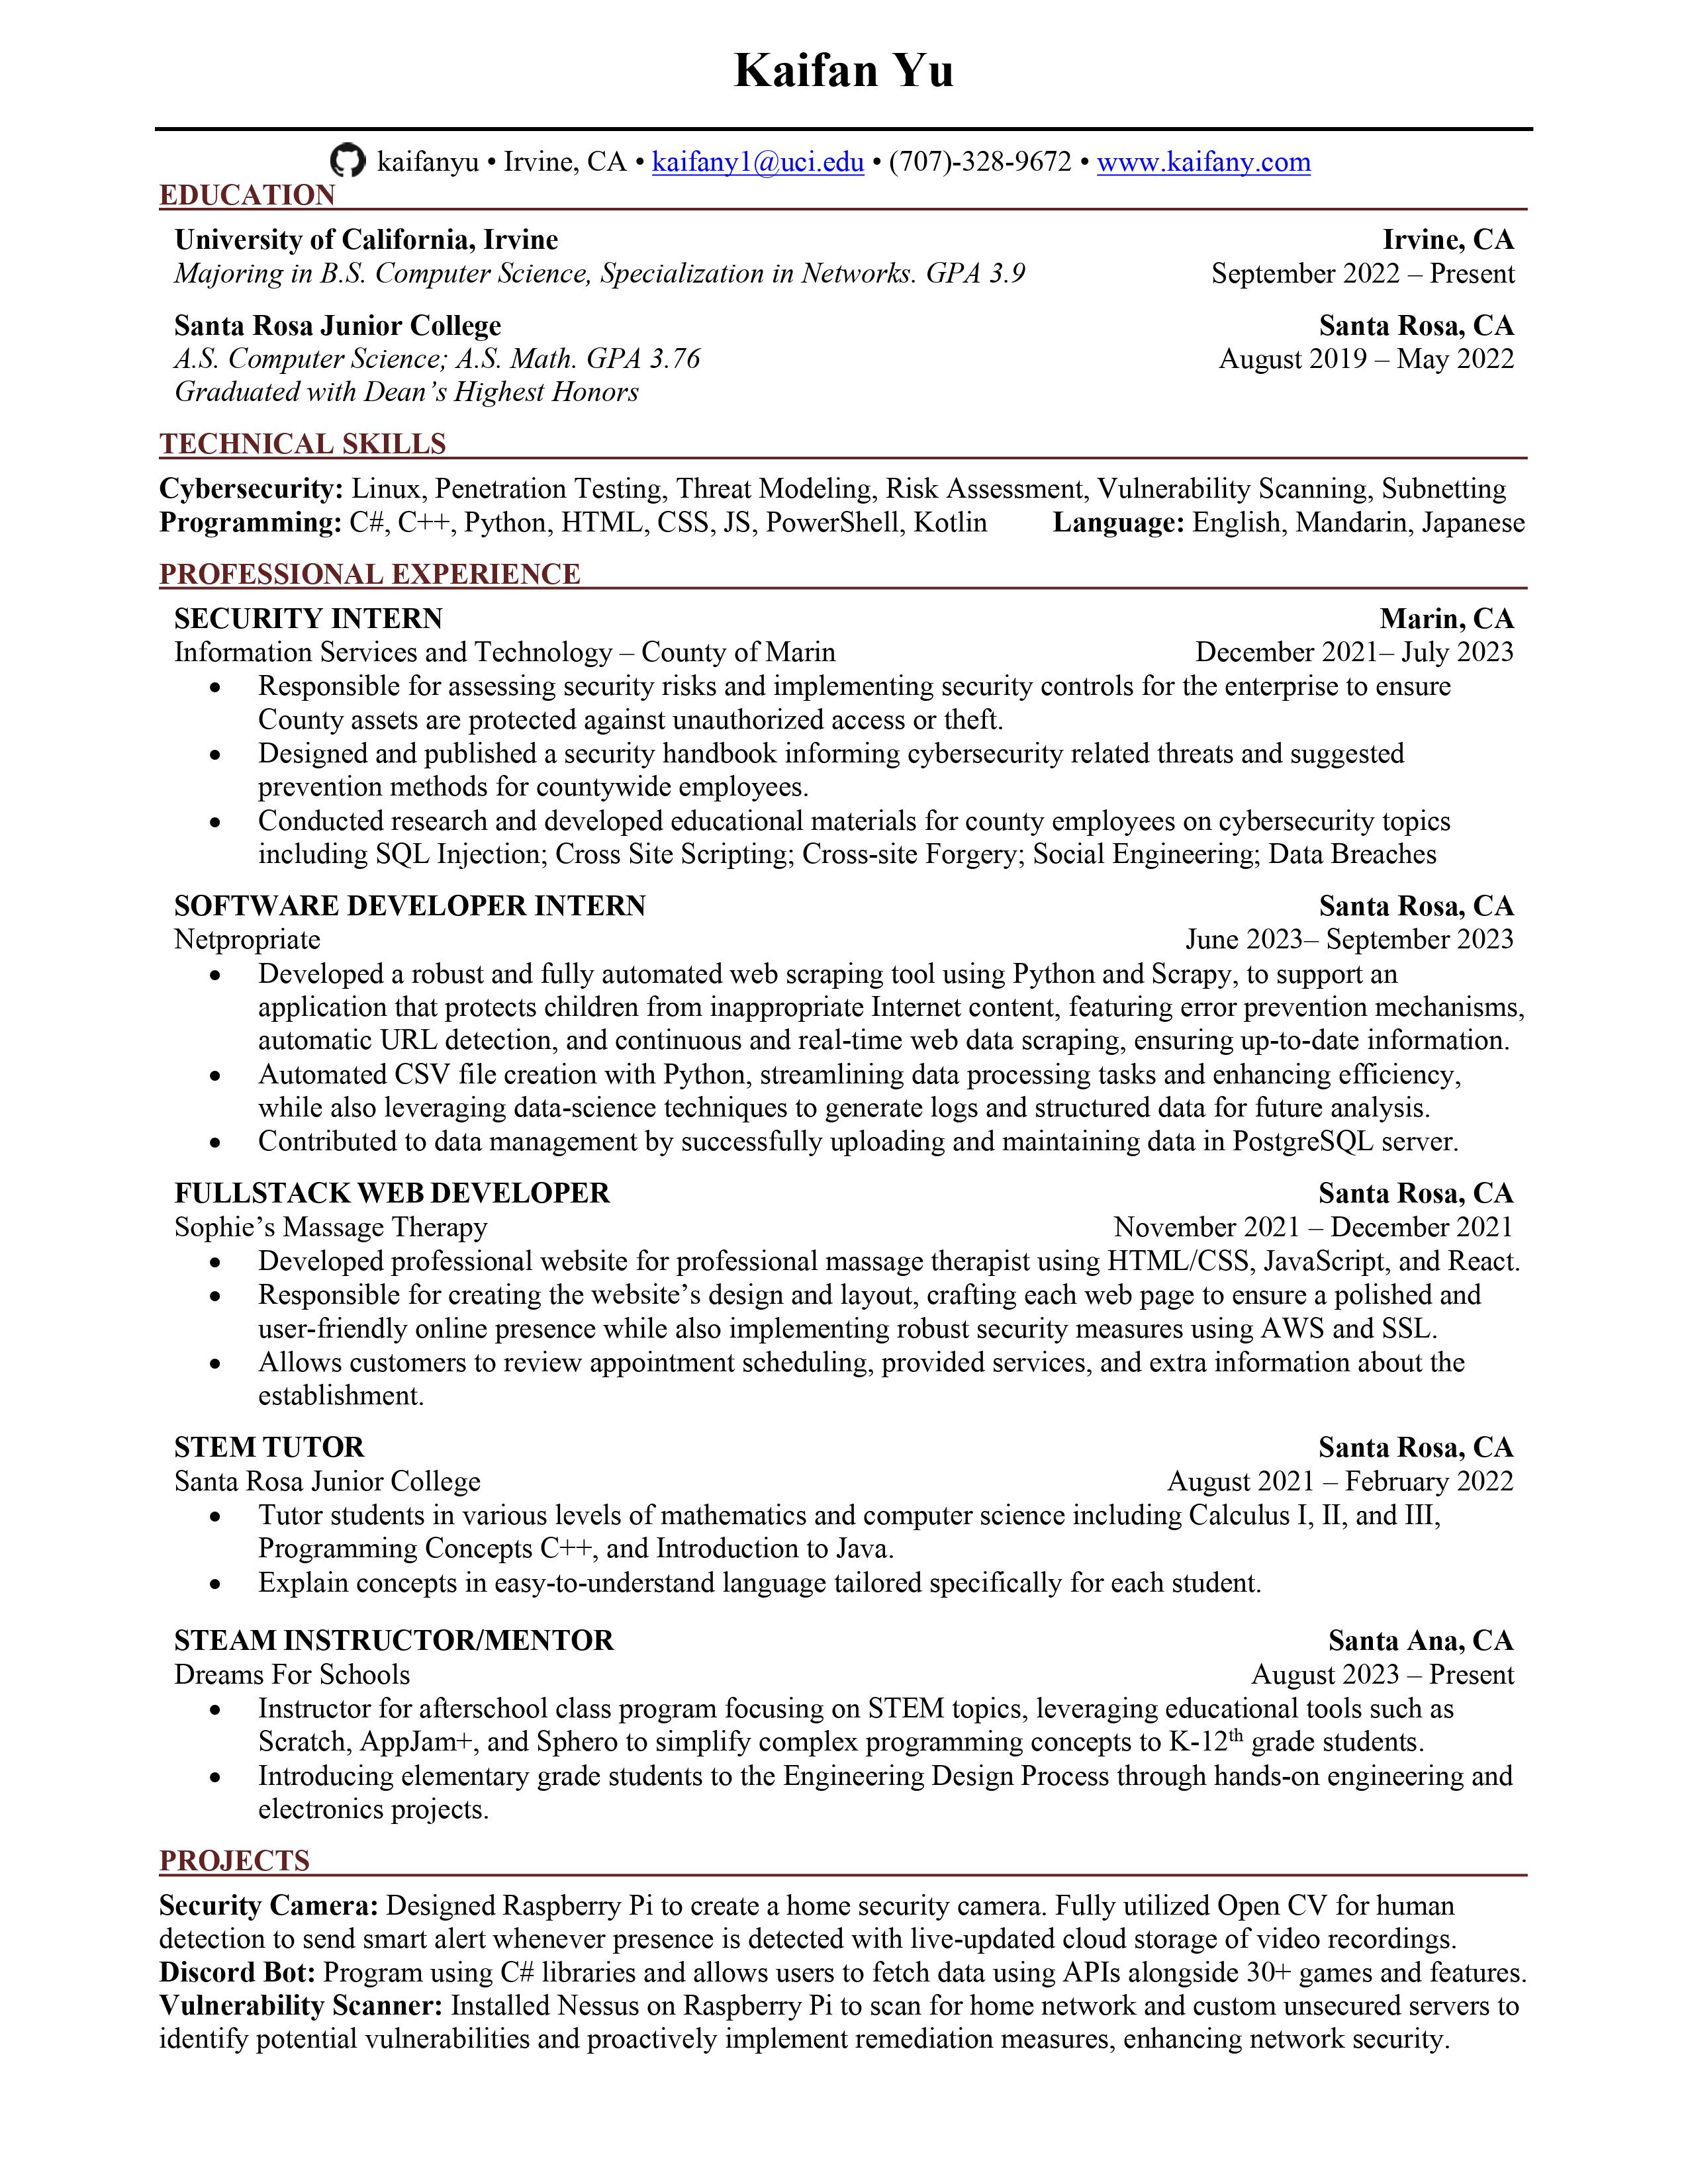 Kaifan Yu
kaifanyu • Irvine, CA • kaifany1@uci.edu • (707)-328-9672 • www.kaifany.com
EDUCATION
University of California, Irvine Irvine, CA
Majoring in B.S. Computer Science, Specialization in Networks. GPA 3.9 September 2022 – Present
Santa Rosa Junior College Santa Rosa, CA
A.S. Computer Science; A.S. Math. GPA 3.76 August 2019 – May 2022
Graduated with Dean’s Highest Honors
TECHNICAL SKILLS
Cybersecurity: Linux, Penetration Testing, Threat Modeling, Risk Assessment, Vulnerability Scanning, Subnetting
Programming: C#, C++, Python, HTML, CSS, JS, PowerShell, Kotlin Language: English, Mandarin, Japanese
PROFESSIONAL EXPERIENCE
SECURITY INTERN Marin, CA
Information Services and Technology – County of Marin December 2021– July 2023
• Responsible for assessing security risks and implementing security controls for the enterprise to ensure
County assets are protected against unauthorized access or theft.
• Designed and published a security handbook informing cybersecurity related threats and suggested
prevention methods for countywide employees.
• Conducted research and developed educational materials for county employees on cybersecurity topics
including SQL Injection; Cross Site Scripting; Cross-site Forgery; Social Engineering; Data Breaches
SOFTWARE DEVELOPER INTERN Santa Rosa, CA
Netpropriate June 2023– September 2023
• Developed a robust and fully automated web scraping tool using Python and Scrapy, to support an
application that protects children from inappropriate Internet content, featuring error prevention mechanisms,
automatic URL detection, and continuous and real-time web data scraping, ensuring up-to-date information.
• Automated CSV file creation with Python, streamlining data processing tasks and enhancing efficiency,
while also leveraging data-science techniques to generate logs and structured data for future analysis.
• Contributed to data management by successfully uploading and maintaining data in PostgreSQL server.
FULLSTACK WEB DEVELOPER Santa Rosa, CA
Sophie’s Massage Therapy November 2021 – December 2021
• Developed professional website for professional massage therapist using HTML/CSS, JavaScript, and React.
• Responsible for creating the website’s design and layout, crafting each web page to ensure a polished and
user-friendly online presence while also implementing robust security measures using AWS and SSL.
• Allows customers to review appointment scheduling, provided services, and extra information about the
establishment.
STEM TUTOR Santa Rosa, CA
Santa Rosa Junior College August 2021 – February 2022
• Tutor students in various levels of mathematics and computer science including Calculus I, II, and III,
Programming Concepts C++, and Introduction to Java.
• Explain concepts in easy-to-understand language tailored specifically for each student.
STEAM INSTRUCTOR/MENTOR Santa Ana, CA
Dreams For Schools August 2023 – Present
• Instructor for afterschool class program focusing on STEM topics, leveraging educational tools such as
Scratch, AppJam+, and Sphero to simplify complex programming concepts to K-12th grade students.
• Introducing elementary grade students to the Engineering Design Process through hands-on engineering and
electronics projects.
PROJECTS
Security Camera: Designed Raspberry Pi to create a home security camera. Fully utilized Open CV for human
detection to send smart alert whenever presence is detected with live-updated cloud storage of video recordings.
Discord Bot: Program using C# libraries and allows users to fetch data using APIs alongside 30+ games and features.
Vulnerability Scanner: Installed Nessus on Raspberry Pi to scan for home network and custom unsecured servers to
identify potential vulnerabilities and proactively implement remediation measures, enhancing network security.